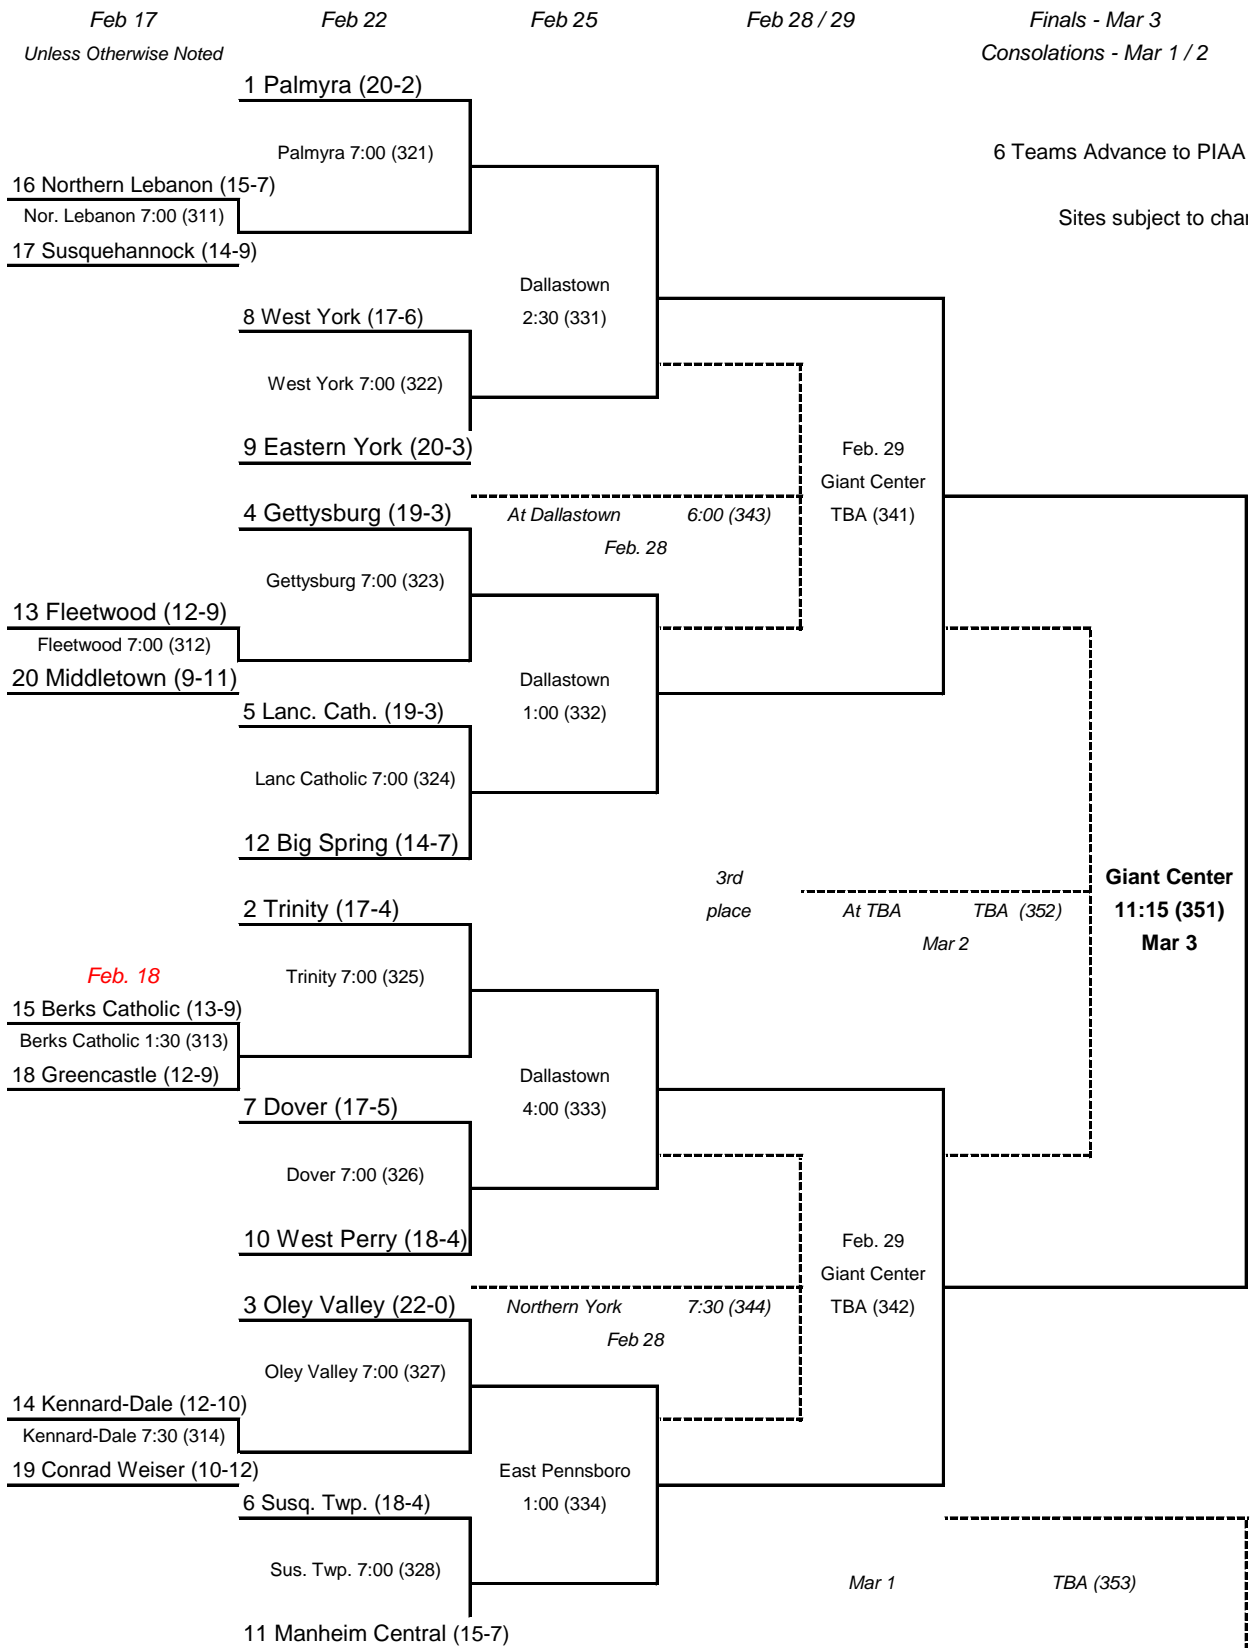 Feb 17 Feb 22 Feb 25 Feb 28 / 29 Finals - Mar 3
Unless Otherwise Noted Consolations - Mar 1 / 2
1 Palmyra (20-2)
Palmyra 7:00 (321) 6 Teams Advance to PIAA
16 Northern Lebanon (15-7)
Nor. Lebanon 7:00 (311) Sites subject to char
17 Susquehannock (14-9)
Dallastown
8 West York (17-6) 2:30 (331)
West York 7:00 (322)
9 Eastern York (20-3) Feb. 29
Giant Center
4 Gettysburg (19-3) At Dallastown 6:00 (343) TBA (341)
Feb. 28
Gettysburg 7:00 (323)
13 Fleetwood (12-9)
Fleetwood 7:00 (312)
20 Middletown (9-11) Dallastown
5 Lanc. Cath. (19-3) 1:00 (332)
Lanc Catholic 7:00 (324)
12 Big Spring (14-7)
3rd Giant Center
2 Trinity (17-4) place At TBA TBA (352) 11:15 (351)
Mar 2 Mar 3
Feb. 18 Trinity 7:00 (325)
15 Berks Catholic (13-9)
Berks Catholic 1:30 (313)
18 Greencastle (12-9) Dallastown
7 Dover (17-5) 4:00 (333)
Dover 7:00 (326)
10 West Perry (18-4) Feb. 29
Giant Center
3 Oley Valley (22-0) Northern York 7:30 (344) TBA (342)
Feb 28
Oley Valley 7:00 (327)
14 Kennard-Dale (12-10)
Kennard-Dale 7:30 (314)
19 Conrad Weiser (10-12) East Pennsboro
6 Susq. Twp. (18-4) 1:00 (334)
Sus. Twp. 7:00 (328) Mar 1 TBA (353)
11 Manheim Central (15-7)